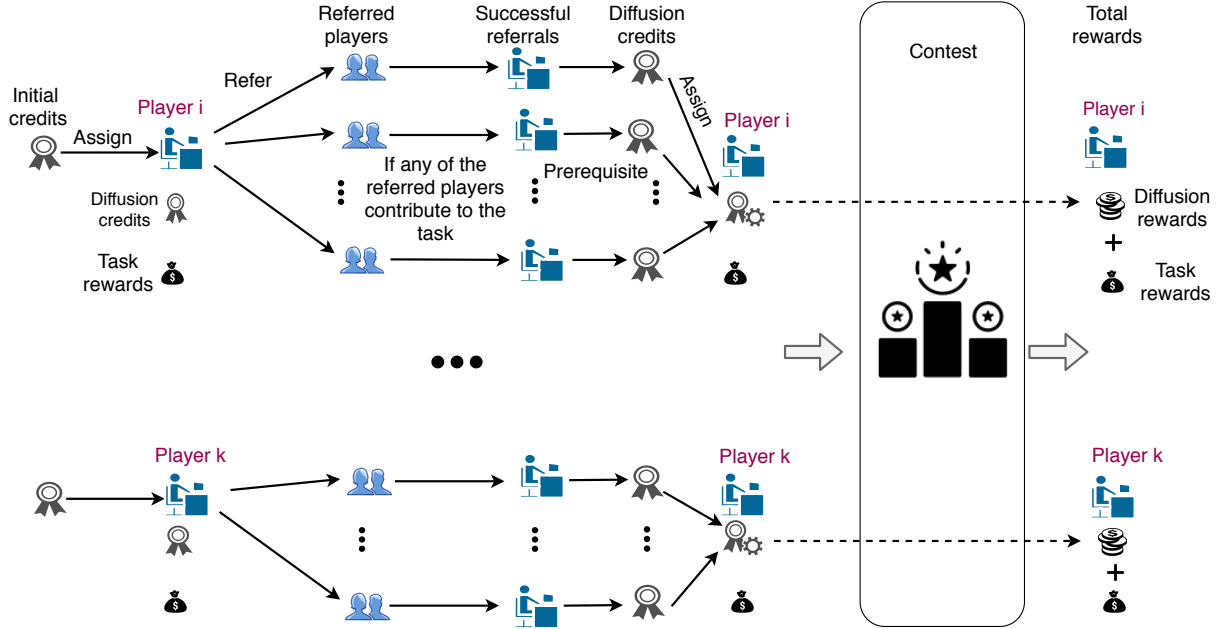 Referred
players
Successful
referrals
Diffusion
credits
Total
rewards
Contest
Refer
Initial
credits
Player i
Assign
Assign
Player i
Player i
If any of the
referred players
contribute to the
task
Prerequisite
Diffusion
credits
Diffusion
rewards
+
Task
rewards
Task
rewards
Player k
Player k
Player k
+